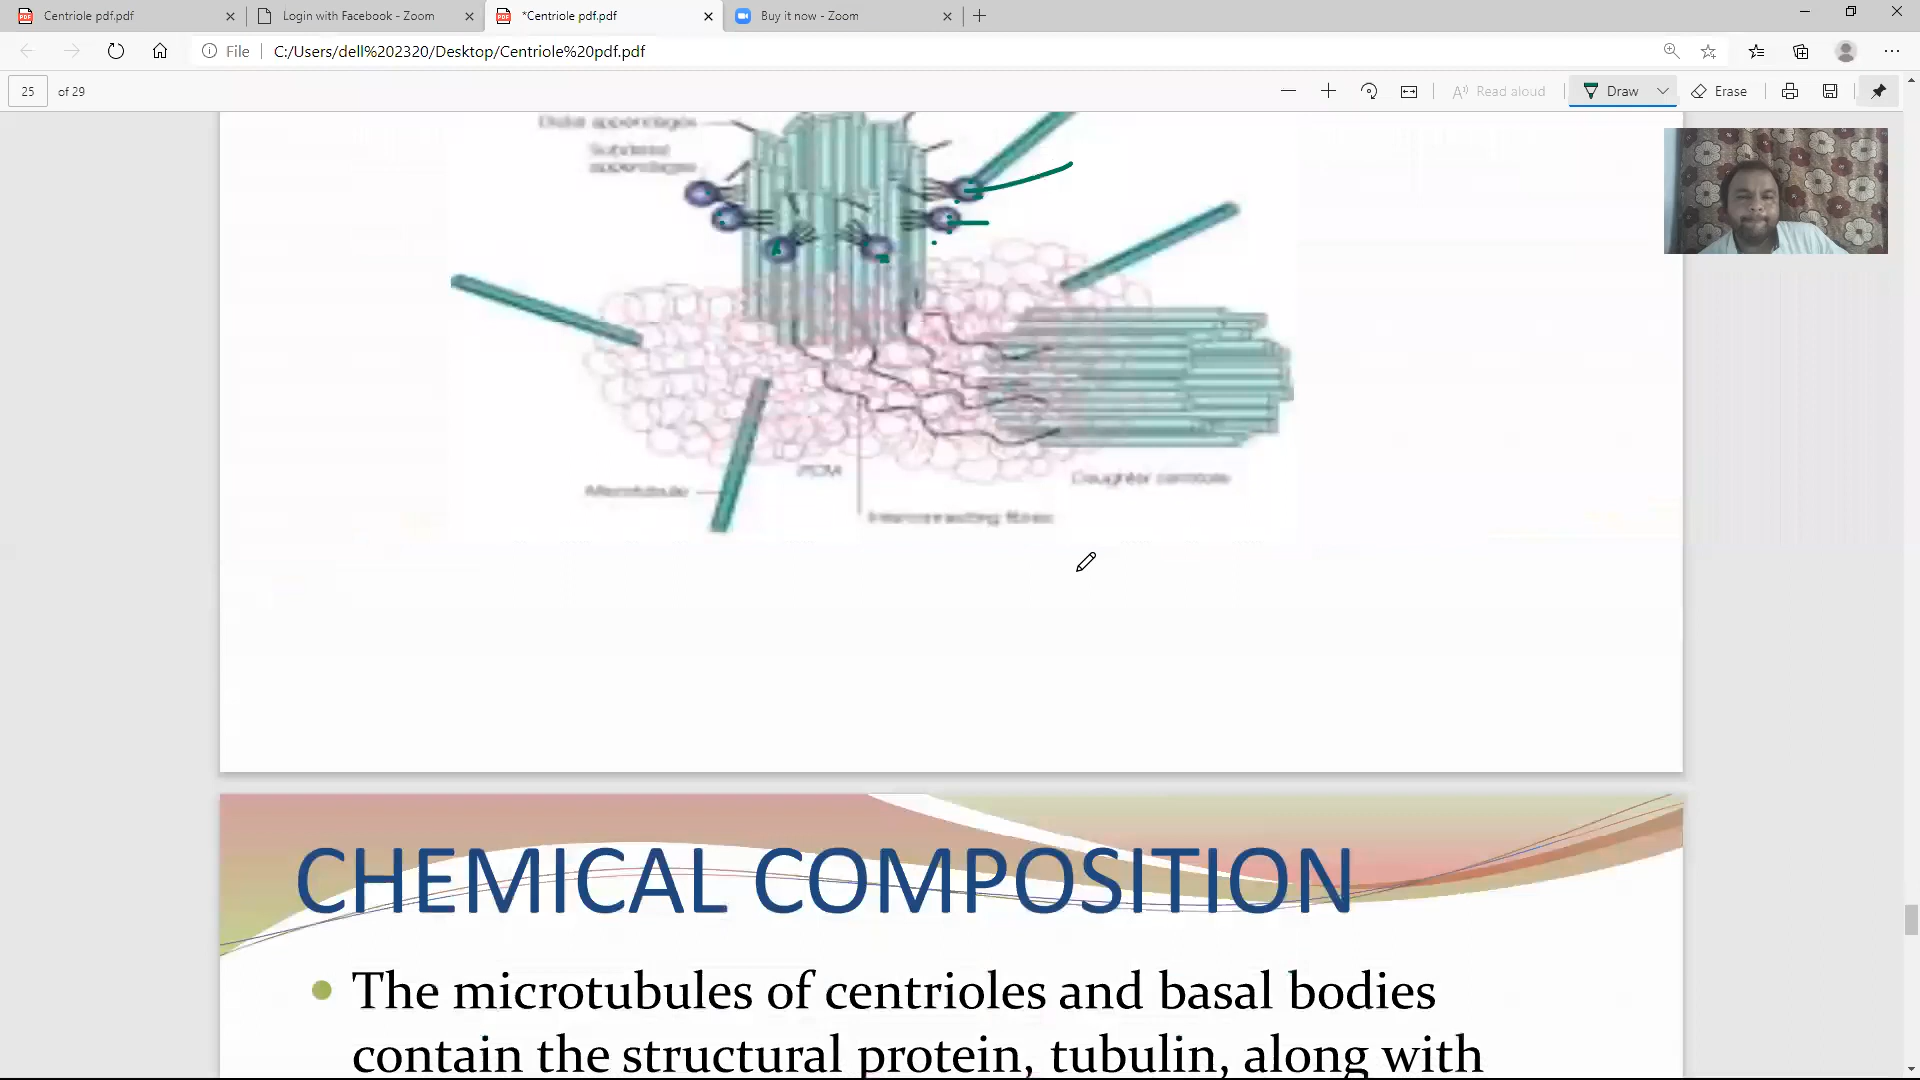 Centriole pdf.pdf
Login with Facebook - Zoom
*Centriole pdf.pdf
Buy it now - Zoom
File
C:/Users/dell%202320/Desktop/Centriole%20pdf.pdf
25 of 29
Read aloud
Draw
Erase
Distal appendages
Subdistal
appendages
Microtubule
PCM
Interconnecting fibres
Daughter centriole
CHEMICAL COMPOSITION
The microtubules of centrioles and basal bodies
contain the structural protein, tubulin, along with